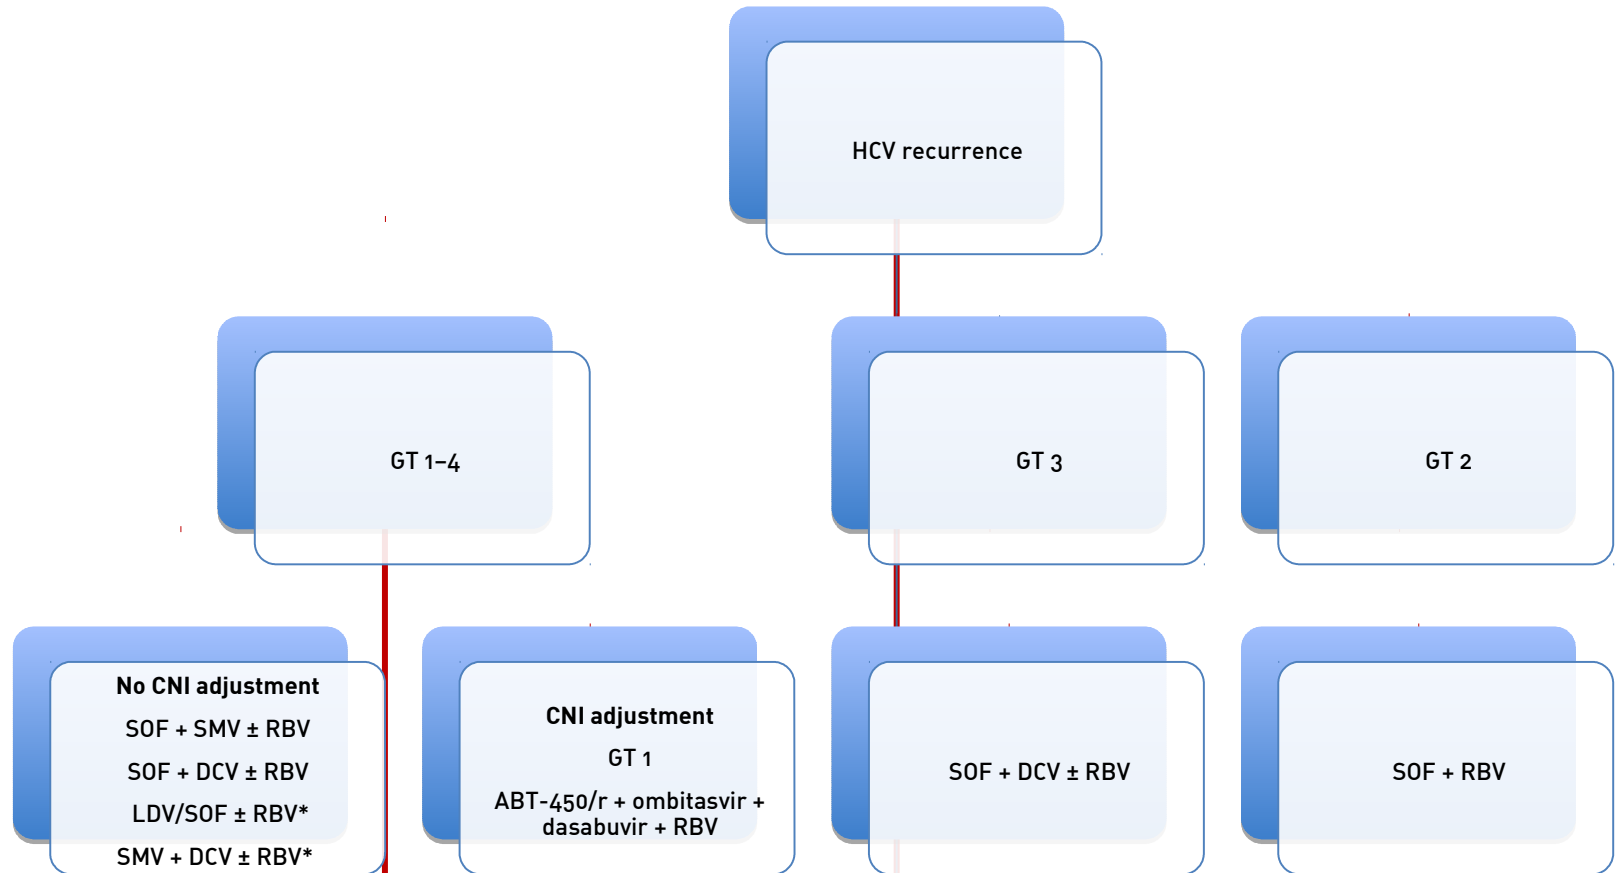 HCV recurrence
GT 1–4
GT 3
GT 2
No CNI adjustment
SOF + SMV ± RBV
SOF + DCV ± RBV
LDV/SOF ± RBV*
SMV + DCV ± RBV*
CNI adjustment
GT 1
ABT-450/r + ombitasvir +
dasabuvir + RBV
SOF + DCV ± RBV
SOF + RBV